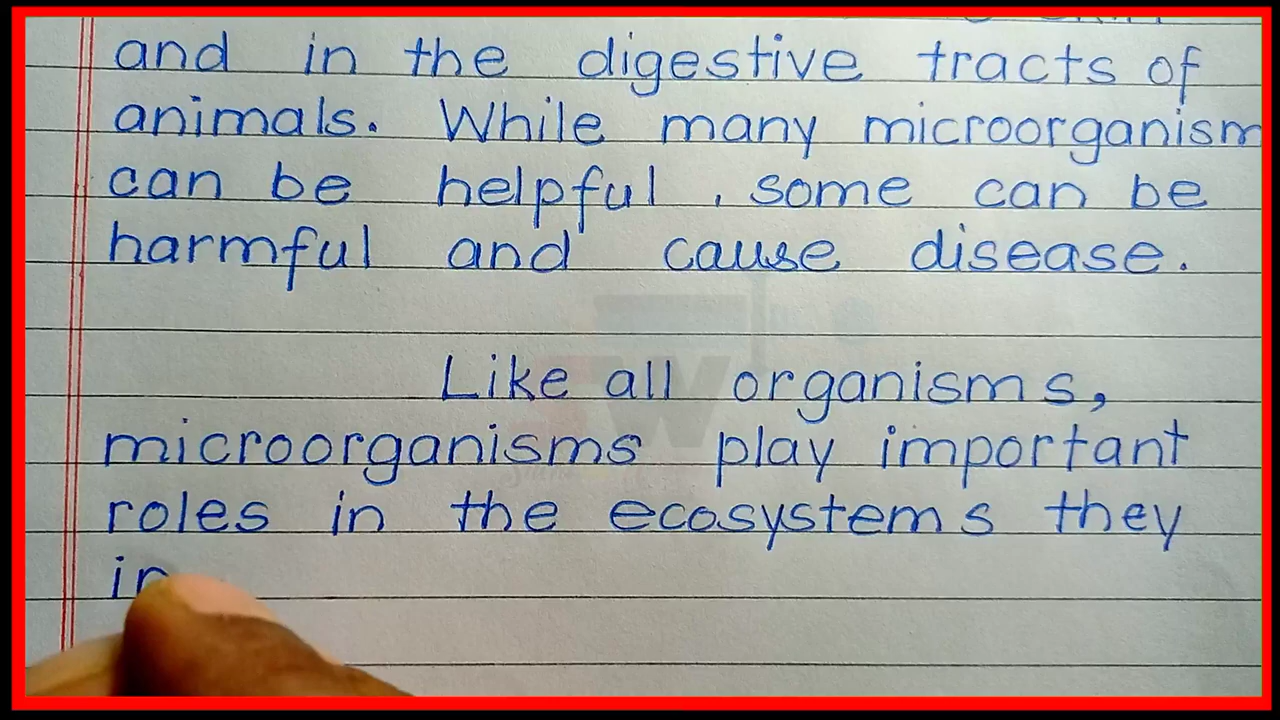 and in the digestive tracts of
animals. While many microorganism
can be helpful , some can be
harmful and cause disease.
Like all organisms,
microorganisms play important
roles in the ecosystems they
in